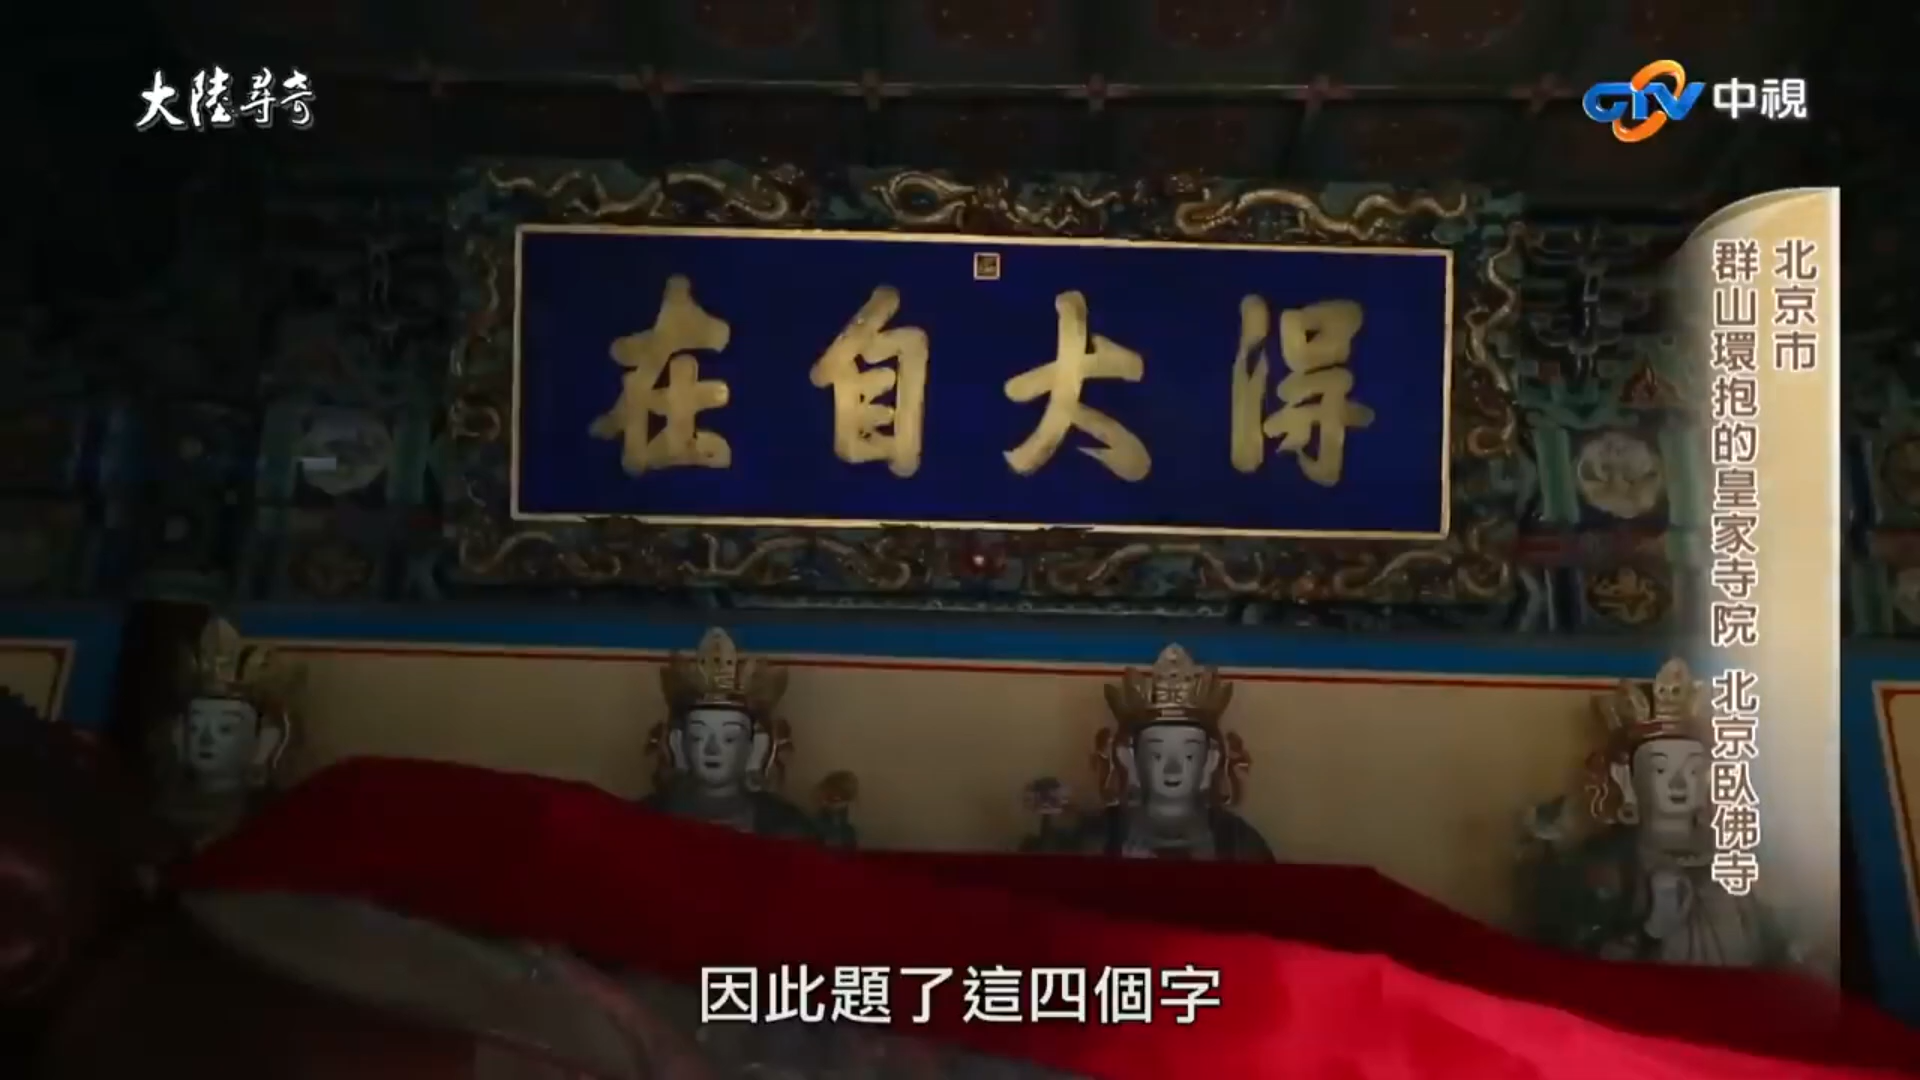 大陸尋奇
CTV 中視
北京市
群山環抱的皇家寺院 北京臥佛寺
得大自在
因此題了這四個字